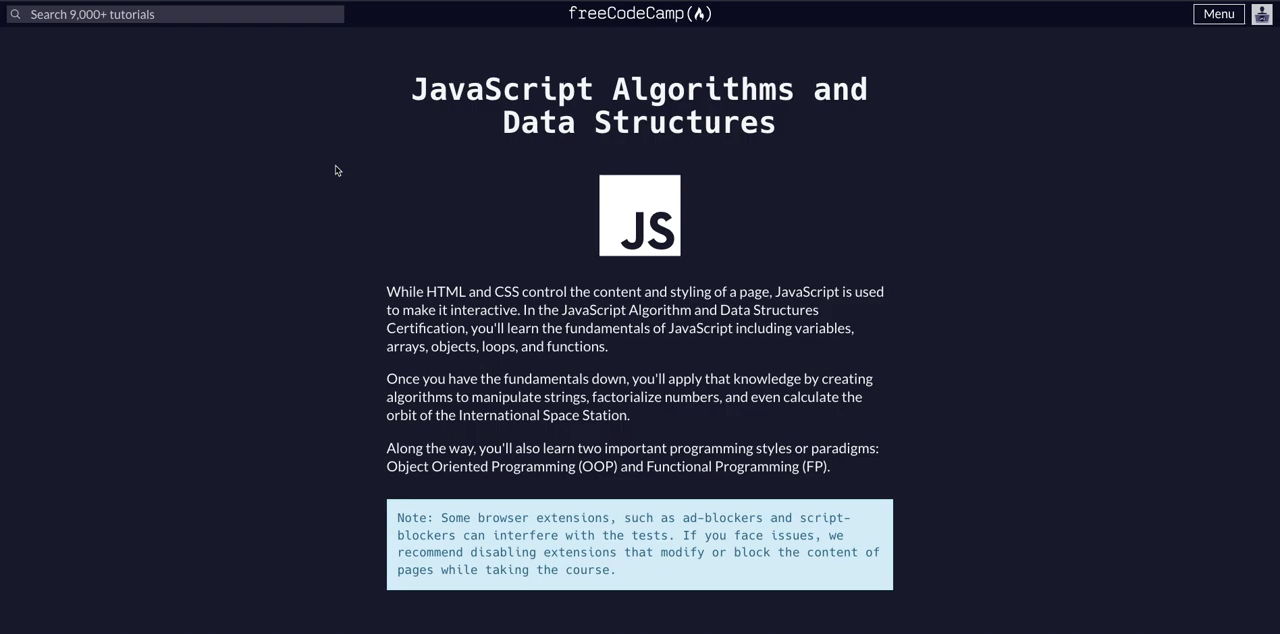 Search 9,000+ tutorials
freeCodeCamp
Menu
JavaScript Algorithms and
Data Structures
JS
While HTML and CSS control the content and styling of a page, JavaScript is used
to make it interactive. In the JavaScript Algorithm and Data Structures
Certification, you'll learn the fundamentals of JavaScript including variables,
arrays, objects, loops, and functions.
Once you have the fundamentals down, you'll apply that knowledge by creating
algorithms to manipulate strings, factorialize numbers, and even calculate the
orbit of the International Space Station.
Along the way, you'll also learn two important programming styles or paradigms:
Object Oriented Programming (OOP) and Functional Programming (FP).
Note: Some browser extensions, such as ad-blockers and script-
blockers can interfere with the tests. If you face issues, we
recommend disabling extensions that modify or block the content of
pages while taking the course.